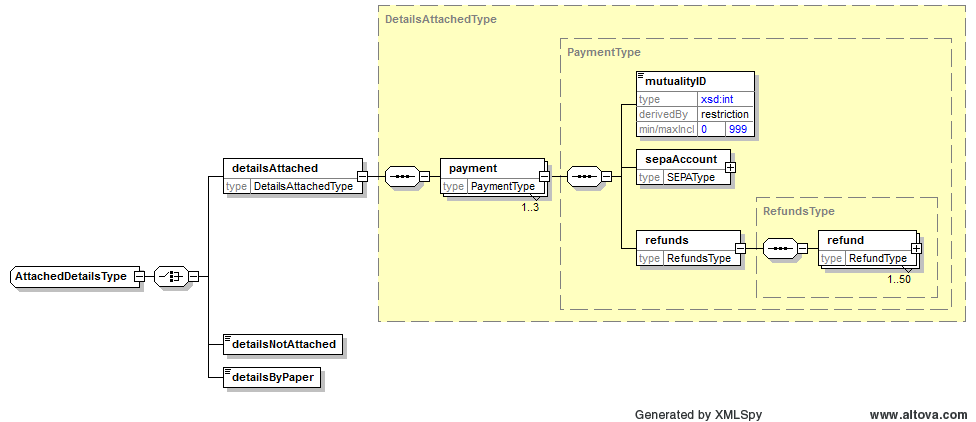 DetailsAttachedType
PaymentType
mutualityID
type xsd:int
derivedBy restriction
min/maxIncl 0 999
detailsAttached
type DetailsAttachedType
payment
type PaymentType
1..3
sepaAccount
type SEPAType
RefundsType
refunds
type RefundsType
refund
type RefundType
1..50
AttachedDetailsType
detailsNotAttached
detailsByPaper
Generated by XMLSpy
www.altova.com